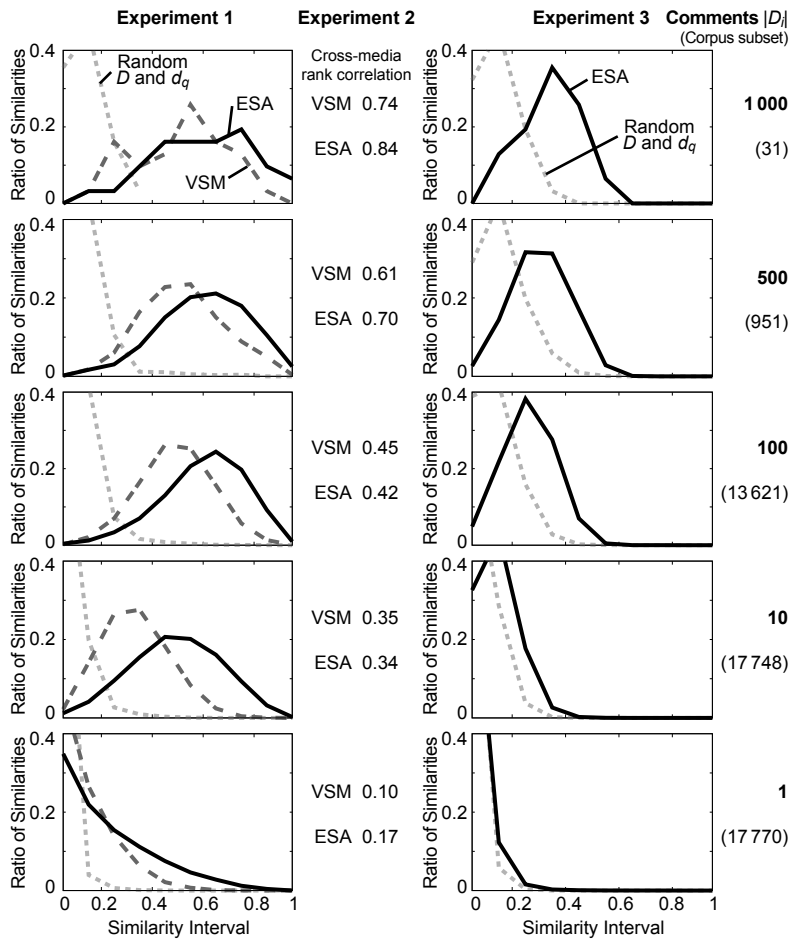 Experiment 1 Experiment 2 Experiment 3 Comments |Di|
(Corpus subset)
Ratio of Similarities
0.4
0.2
0
Random
D and dq
ESA
VSM
Cross-media
rank correlation
VSM 0.74
ESA 0.84
Ratio of Similarities
0.4
0.2
0
ESA
Random
D and dq
1 000
(31)
Ratio of Similarities
0.4
0.2
0
VSM 0.61
ESA 0.70
Ratio of Similarities
0.4
0.2
0
500
(951)
Ratio of Similarities
0.4
0.2
0
VSM 0.45
ESA 0.42
Ratio of Similarities
0.4
0.2
0
100
(13 621)
Ratio of Similarities
0.4
0.2
0
VSM 0.35
ESA 0.34
Ratio of Similarities
0.4
0.2
0
10
(17 748)
Ratio of Similarities
0.4
0.2
0
0 0.2 0.4 0.6 0.8 1
Similarity Interval
VSM 0.10
ESA 0.17
Ratio of Similarities
0.4
0.2
0
0 0.2 0.4 0.6 0.8 1
Similarity Interval
1
(17 770)